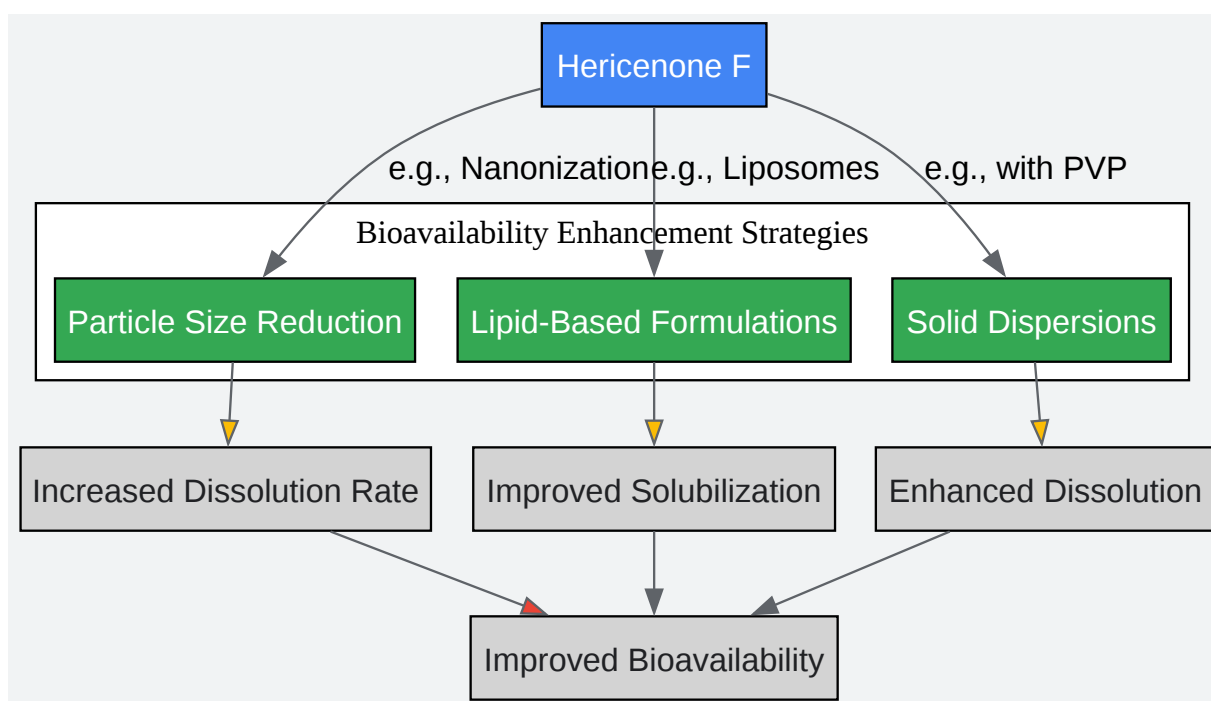 Hericenone F
e.g., Nanonization
e.g., Liposomes
e.g., with PVP
Bioavailability Enhancement Strategies
Particle Size Reduction
Lipid-Based Formulations
Solid Dispersions
Increased Dissolution Rate
Improved Solubilization
Enhanced Dissolution
Improved Bioavailability